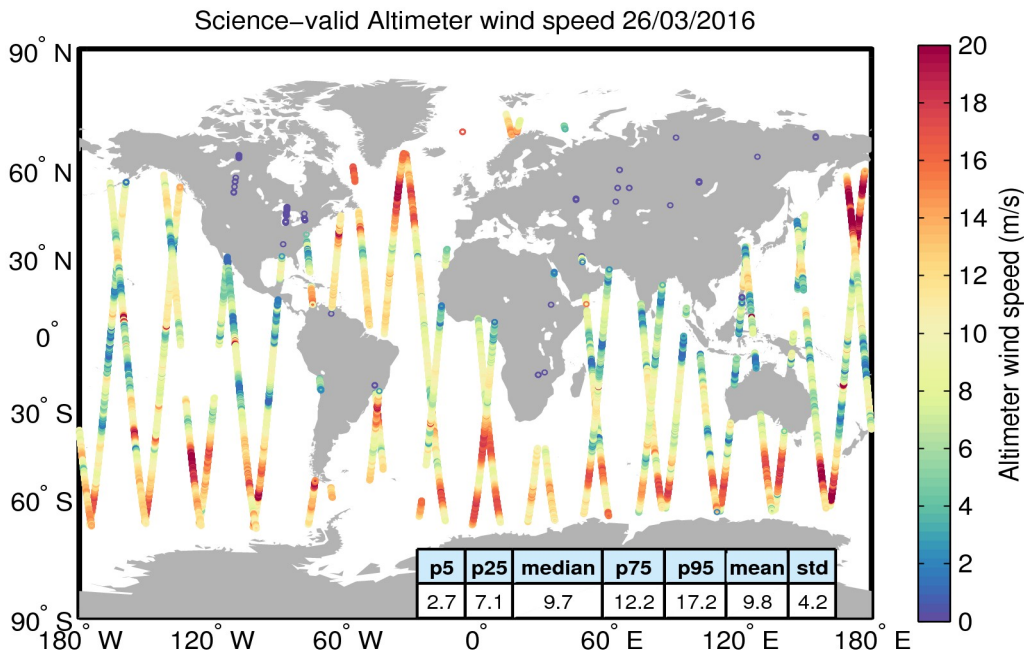 Science−valid Altimeter wind speed 26/03/2016
90° N
60° N
30° N
0°
30° S
60° S
90° S
180° W
120° W
60° W
0°
60° E
120° E
180° E
p5 p25 median p75 p95 mean std
2.7 7.1 9.7 12.2 17.2 9.8 4.2
20
18
16
14
12
10
8
6
4
2
0
Altimeter wind speed (m/s)